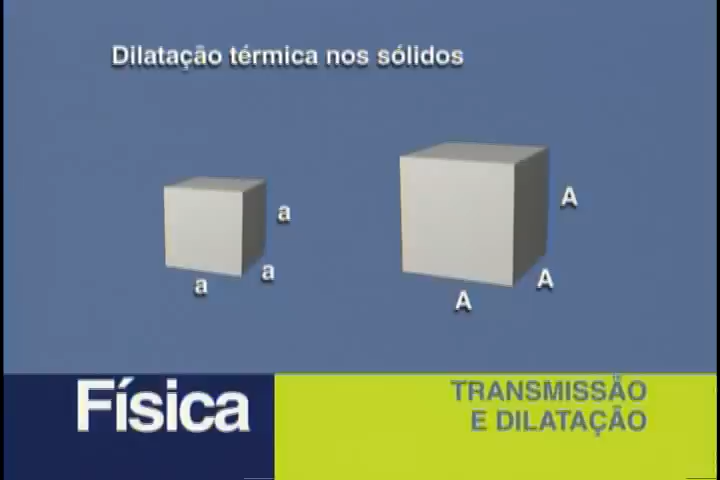 Dilatação térmica nos sólidos
a
a
a
A
A
A
Física
TRANSMISSÃO
E DILATAÇÃO